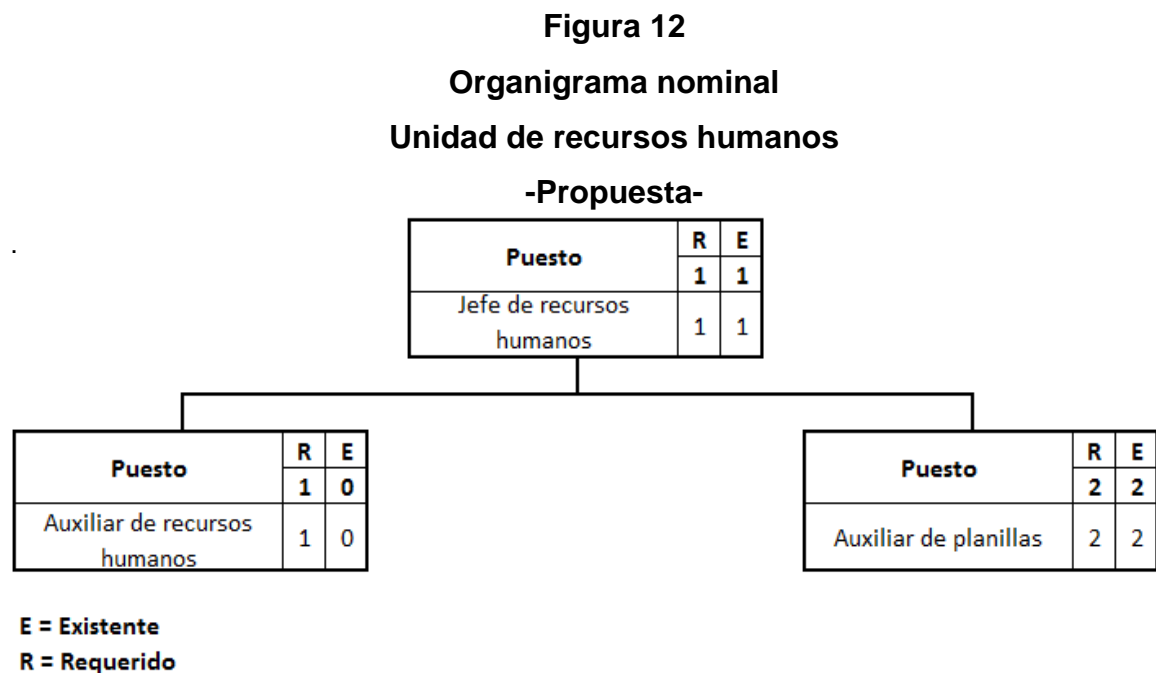 Figura 12
Organigrama nominal
Unidad de recursos humanos
-Propuesta-
.
Puesto R E
1 1
Jefe de recursos
humanos 1 1
Puesto R E
1 0
Auxiliar de recursos
humanos 1 0
Puesto R E
2 2
Auxiliar de planillas 2 2
E = Existente
R = Requerido